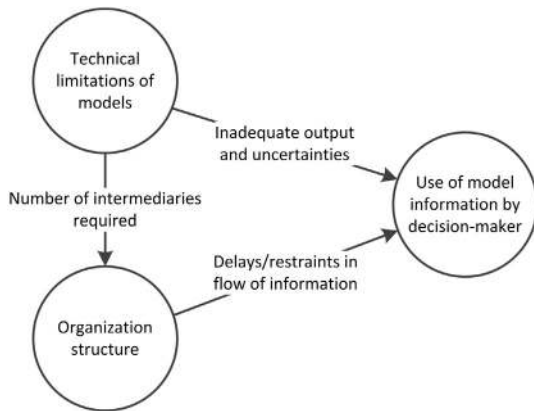 Technical
limitations of
models
Inadequate output
and uncertainties
Number of intermediaries
required
Use of model
information by
decision-maker
Delays/restraints in
flow of information
Organization
structure